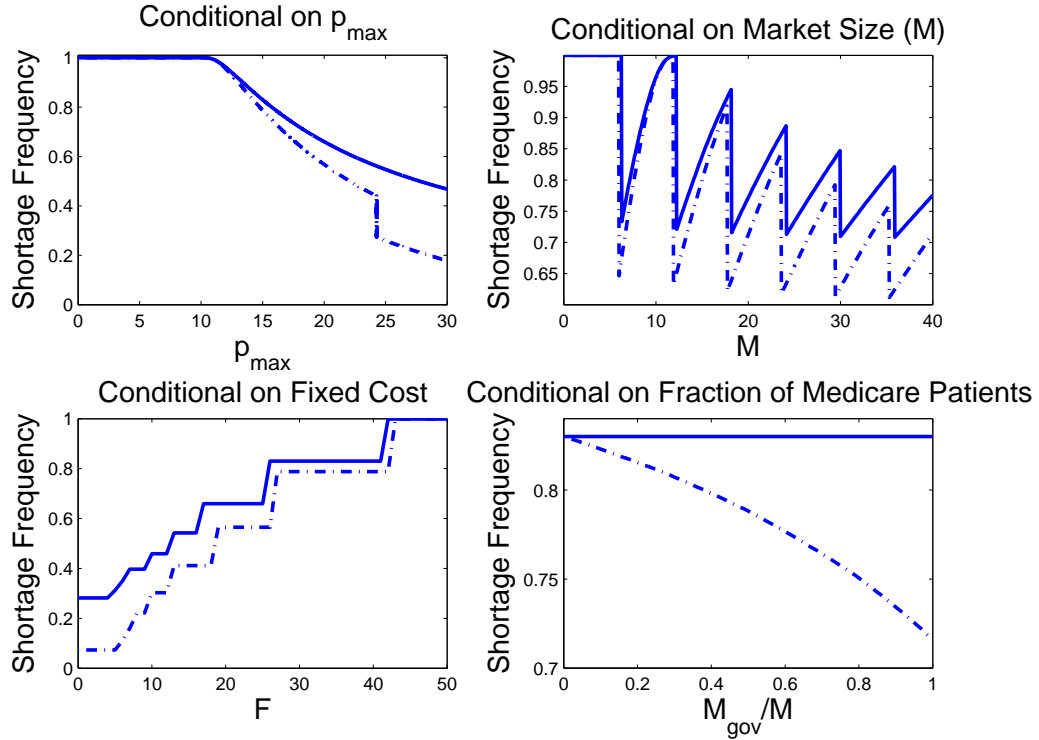 Conditional on p_max
Shortage Frequency
1
0.8
0.6
0.4
0.2
0
0 5 10 15 20 25 30
p_max
Conditional on Market Size (M)
Shortage Frequency
0.95
0.9
0.85
0.8
0.75
0.7
0.65
0 10 20 30 40
M
Conditional on Fixed Cost
Shortage Frequency
1
0.8
0.6
0.4
0.2
0
0 10 20 30 40 50
F
Conditional on Fraction of Medicare Patients
Shortage Frequency
0.8
0.75
0.7
0 0.2 0.4 0.6 0.8 1
M_gov/M